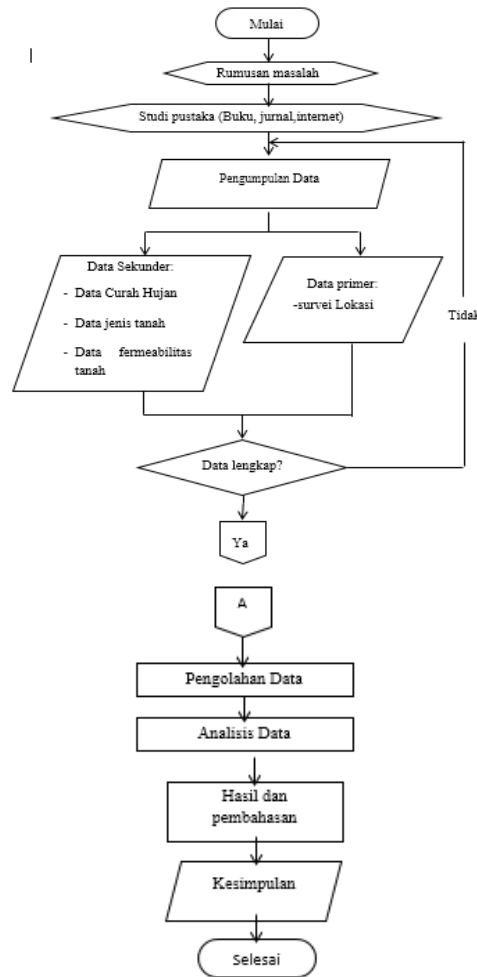 Mulai
Rumusan masalah
Studi pustaka (Buku, jurnal,internet)
Pengumpulan Data
Data Sekunder:
- Data Curah Hujan
- Data jenis tanah
- Data fermeabilitas
tanah
Data primer:
-survei Lokasi
Tidak
Data lengkap?
Ya
A
Pengolahan Data
Analisis Data
Hasil dan
pembahasan
Kesimpulan
Selesai